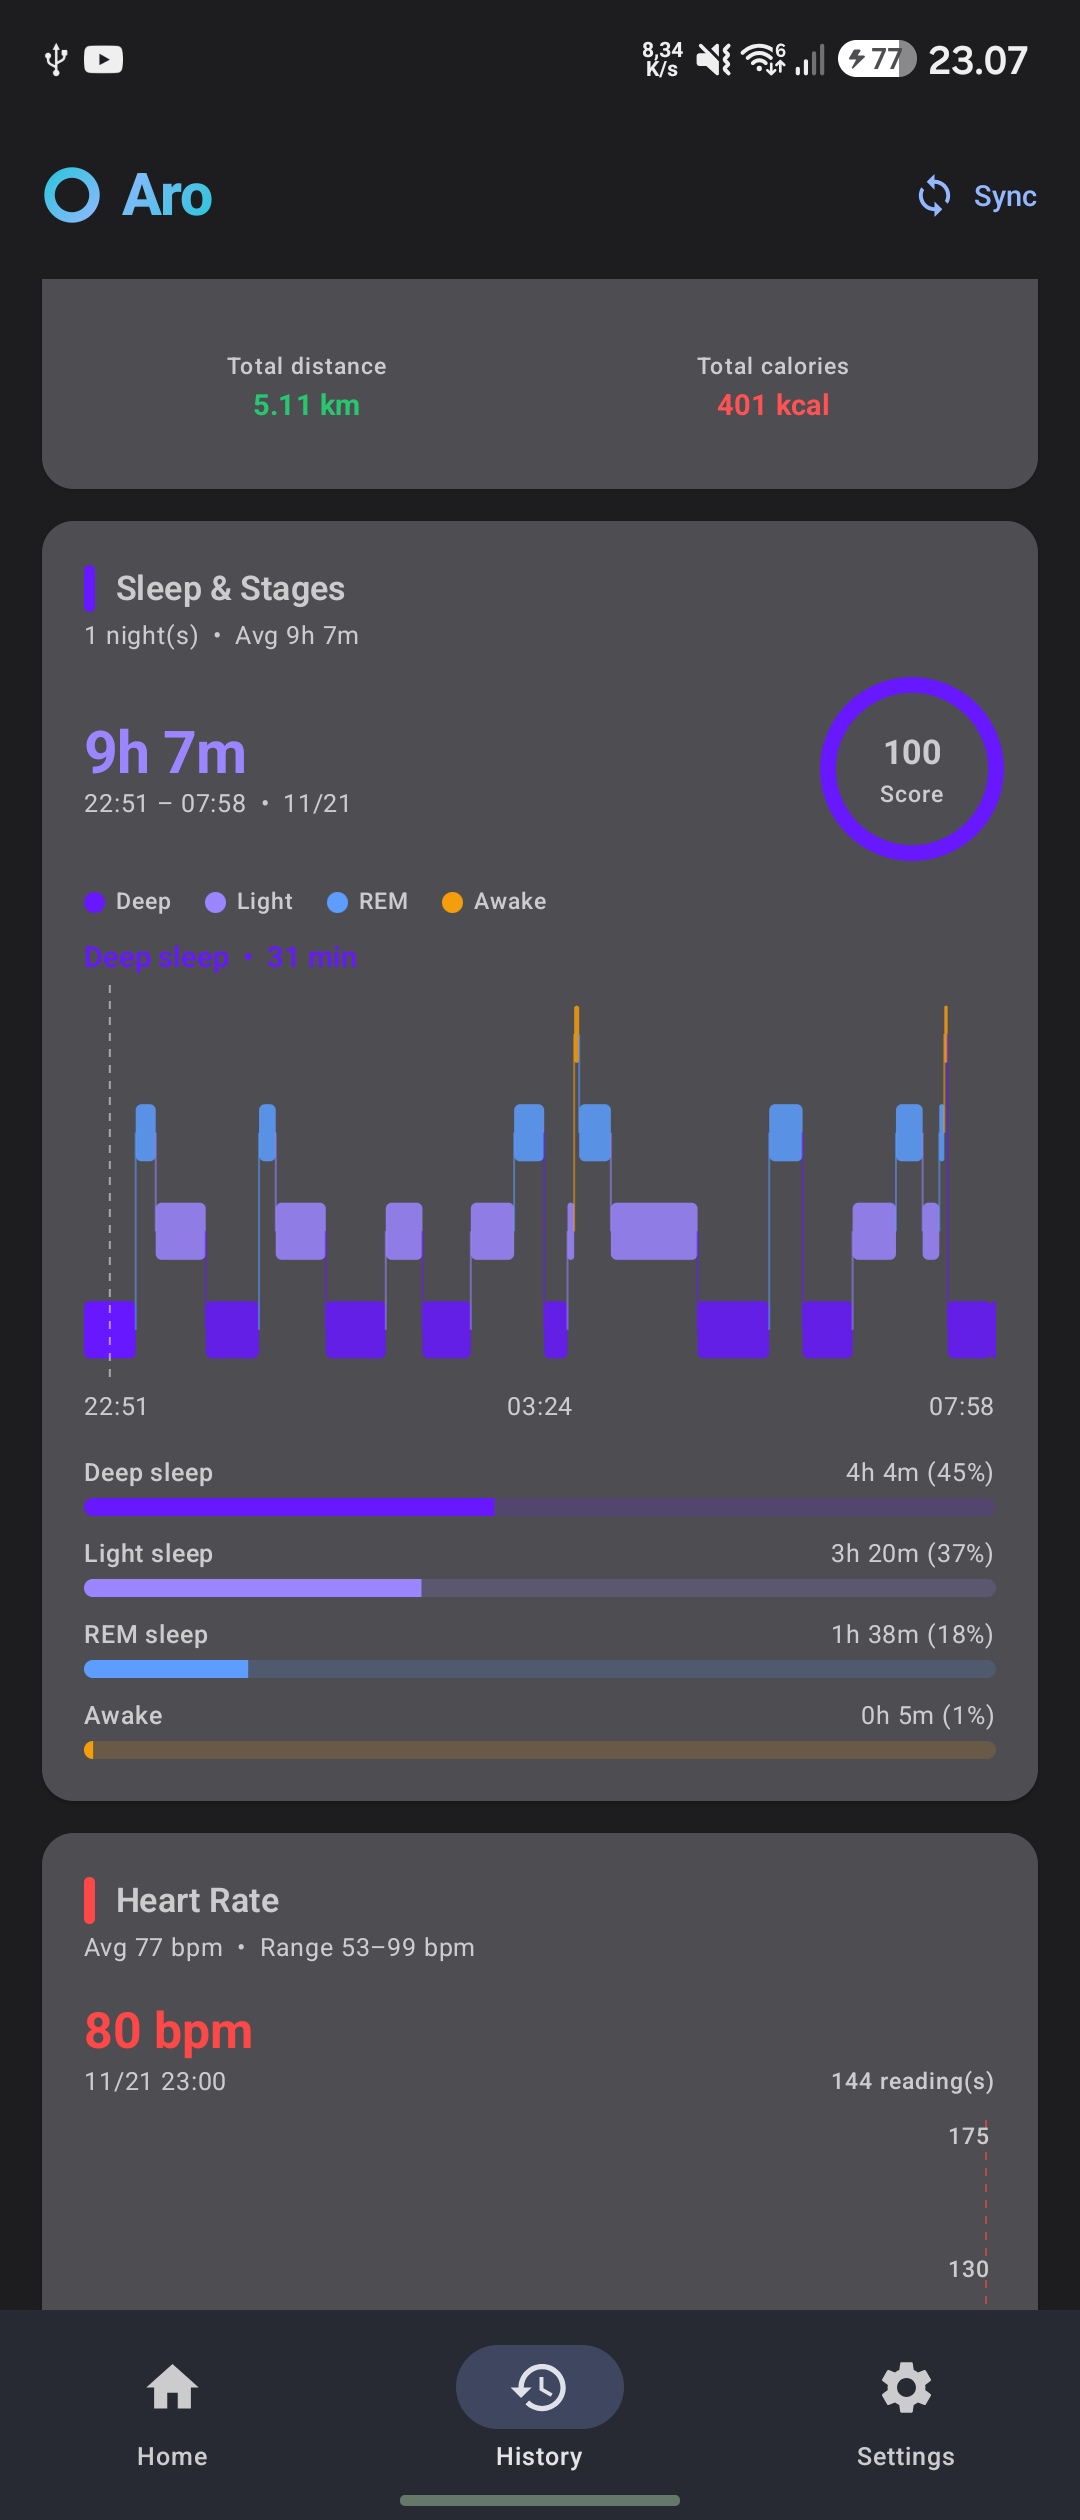 8,34
K/s
6
77
23.07
Aro
Sync
Total distance
Total calories
5.11 km
401 kcal
Sleep & Stages
1 night(s) • Avg 9h 7m
9h 7m
22:51 – 07:58 • 11/21
100
Score
Deep
Light
REM
Awake
Deep sleep • 31 min
22:51
03:24
07:58
Deep sleep
4h 4m (45%)
Light sleep
3h 20m (37%)
REM sleep
1h 38m (18%)
Awake
0h 5m (1%)
Heart Rate
Avg 77 bpm • Range 53–99 bpm
80 bpm
11/21 23:00
144 reading(s)
175
130
Home
History
Settings